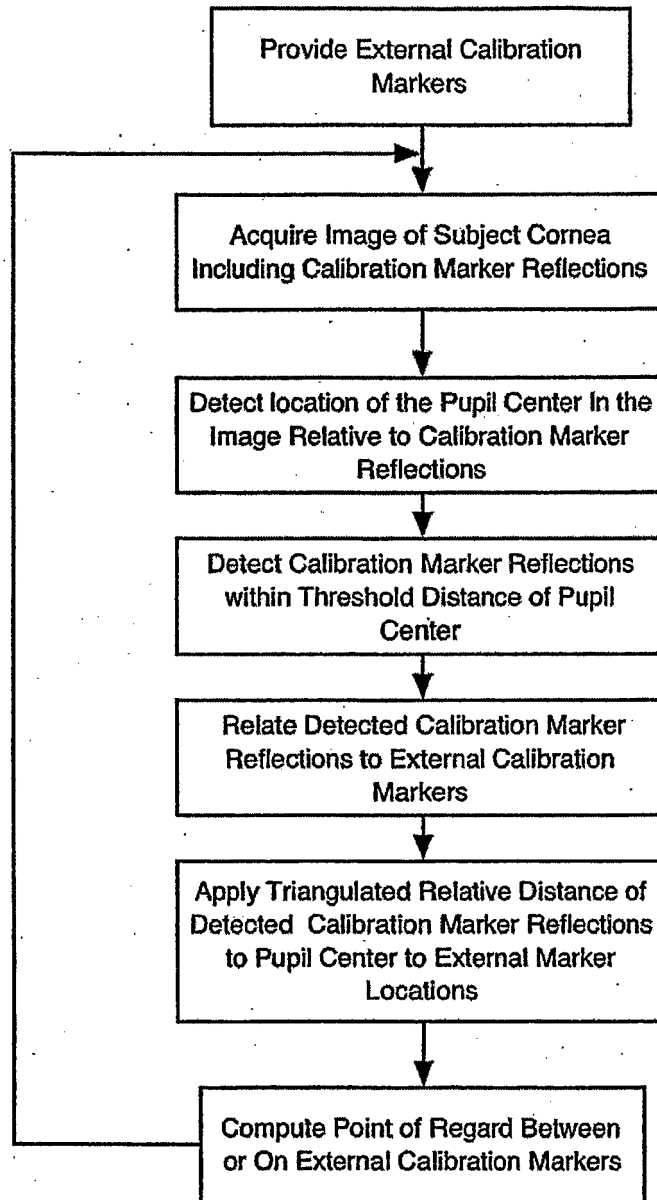 Provide External Calibration
Markers
Acquire Image of Subject Cornea
Including Calibration Marker Reflections
Detect location of the Pupil Center In the
Image Relative to Calibration Marker
Reflections
Detect Calibration Marker Reflections
within Threshold Distance of Pupil
Center
Relate Detected Calibration Marker
Reflections to External Calibration
Markers
Apply Triangulated Relative Distance of
Detected Calibration Marker Reflections
to Pupil Center to External Marker
Locations
Compute Point of Regard Between
or On External Calibration Markers